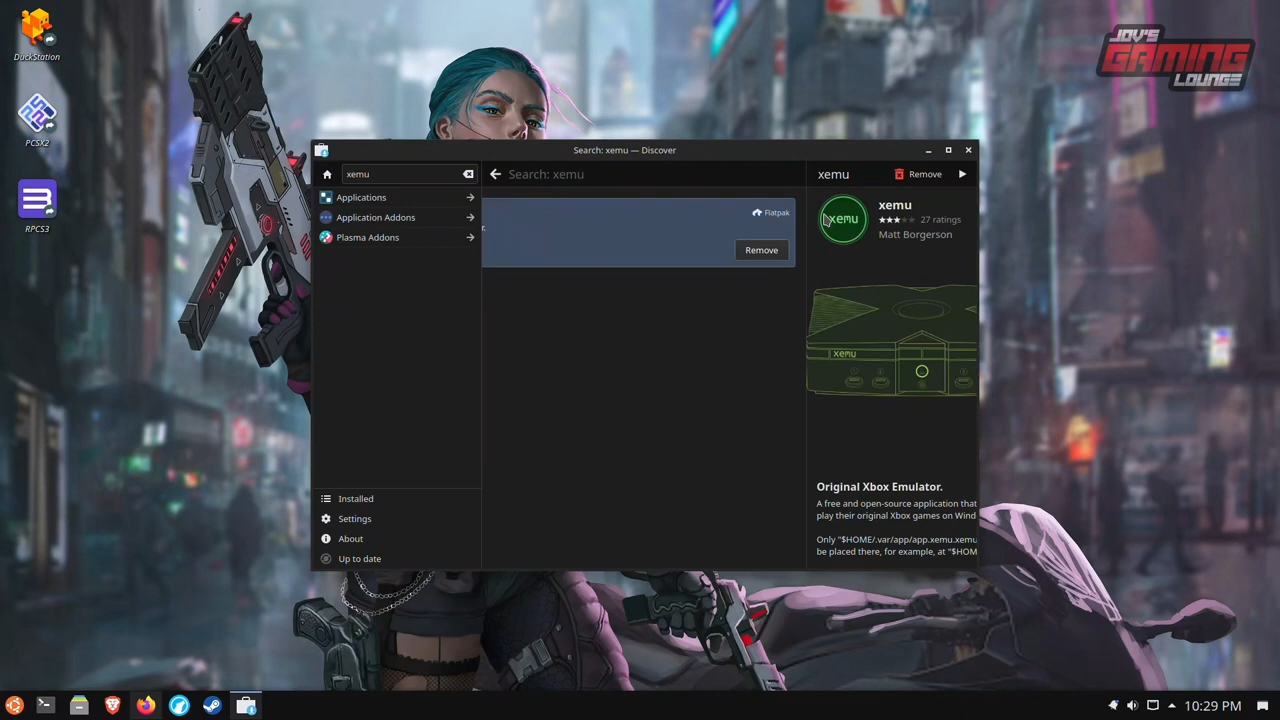 DuckStation
PCSX2
RPCS3
JOV'S
GAMING
LOUNGE
Search: xemu — Discover
xemu
Applications
Application Addons
Plasma Addons
Installed
Settings
About
Up to date
Search: xemu
r.
Flatpak
Remove
xemu
Remove
xemu
xemu
27 ratings
Matt Borgerson
xemu
Original Xbox Emulator.
A free and open-source application that
play their original Xbox games on Wind
Only "$HOME/.var/app/app.xemu.xemu
be placed there, for example, at "$HOM
10:29 PM